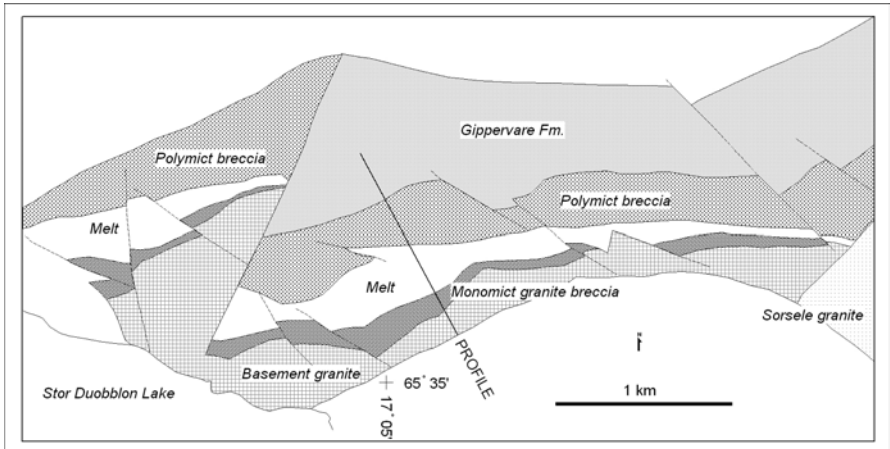 Gippervare Fm.
Polymict breccia
Polymict breccia
Melt
Melt
Monomict granite breccia
Sorsele granite
PROFILE
Basement granite
65° 35'
17° 05'
Stor Duobblon Lake
1 km